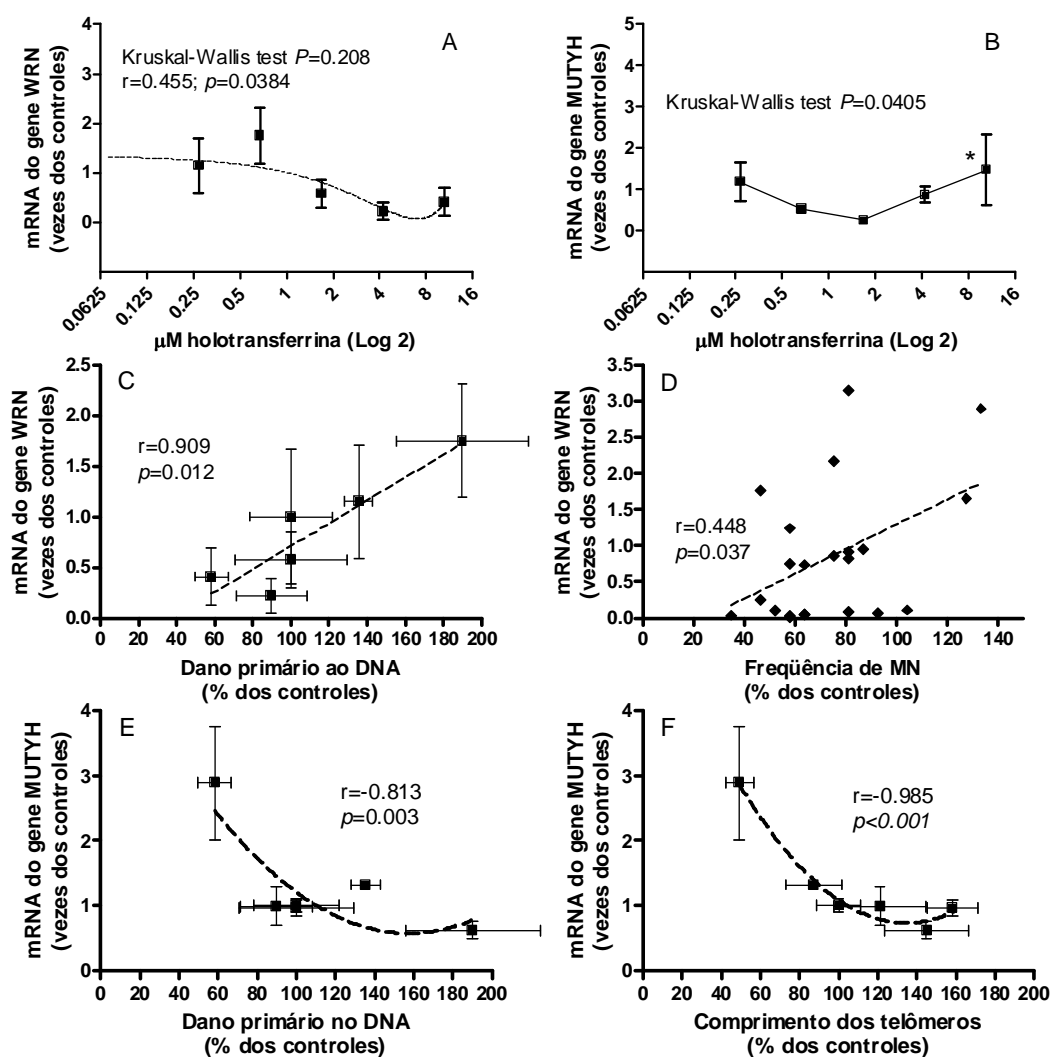 A
Kruskal-Wallis test P=0.208
r=0.455; p=0.0384
mRNA do gene WRN
(vezes dos controles)
4
3
2
1
0
0.0625
0.125
0.25
0.5
1
2
4
8
16
μM holotransferrina (Log 2)
B
Kruskal-Wallis test P=0.0405
*
mRNA do gene MUTYH
(vezes dos controles)
5
4
3
2
1
0
0.0625
0.125
0.25
0.5
1
2
4
8
16
μM holotransferrina (Log 2)
C
r=0.909
p=0.012
mRNA do gene WRN
(vezes dos controles)
2.5
2.0
1.5
1.0
0.5
0.0
0 20 40 60 80 100 120 140 160 180 200
Dano primário ao DNA
(% dos controles)
D
r=0.448
p=0.037
mRNA do gene WRN
(vezes dos controles)
3.5
3.0
2.5
2.0
1.5
1.0
0.5
0.0
0 20 40 60 80 100 120 140
Freqüência de MN
(% dos controles)
E
r=-0.813
p=0.003
mRNA do gene MUTYH
(vezes dos controles)
4
3
2
1
0
0 20 40 60 80 100 120 140 160 180 200
Dano primário no DNA
(% dos controles)
F
r=-0.985
p<0.001
mRNA do gene MUTYH
(vezes dos controles)
4
3
2
1
0
0 20 40 60 80 100 120 140 160 180 200
Comprimento dos telômeros
(% dos controles)